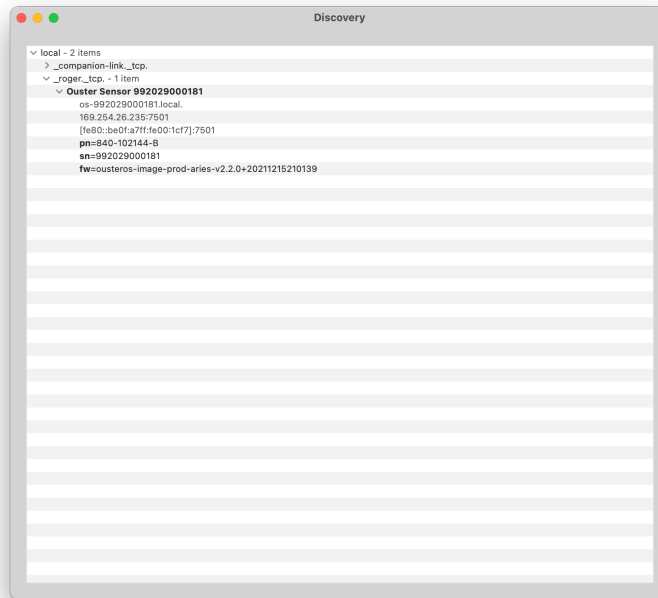 Discovery
local - 2 items
_companion-link._tcp.
_roger._tcp. - 1 item
Ouster Sensor 992029000181
os-992029000181.local.
169.254.26.235:7501
[fe80::be0f:a7ff:fe00:1cf7]:7501
pn=840-102144-B
sn=992029000181
fw=ousteros-image-prod-aries-v2.2.0+20211215210139